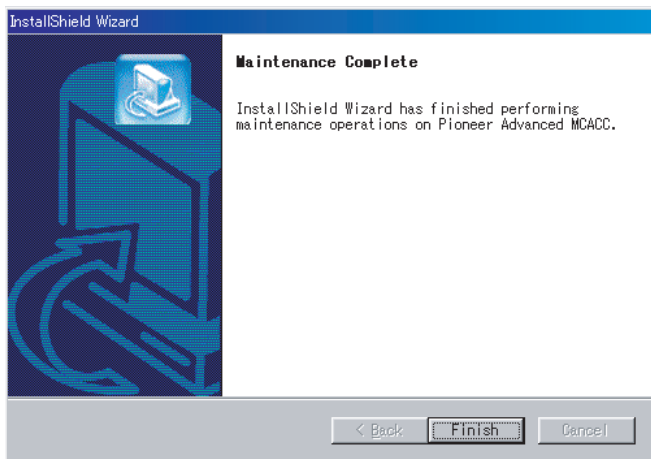 InstallShield Wizard
Maintenance Complete
InstallShield Wizard has finished performing
maintenance operations on Pioneer Advanced MCACC.
< Back
Finish
Cancel